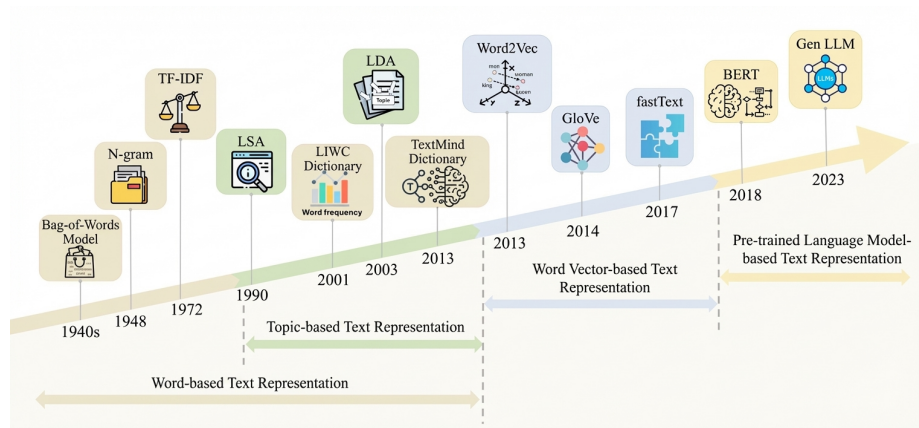 Bag-of-Words
Model
N-gram
TF-IDF
LSA
LIWC
Dictionary
Word frequency
LDA
Topic
TextMind
Dictionary
T
Word2Vec
man
woman
king
queen
X
Y
Z
GloVe
fastText
BERT
Gen LLM
LLMs
1940s
1948
1972
1990
2001
2003
2013
2013
2014
2017
2018
2023
Pre-trained Language Model-
based Text Representation
Word Vector-based Text
Representation
Topic-based Text Representation
Word-based Text Representation